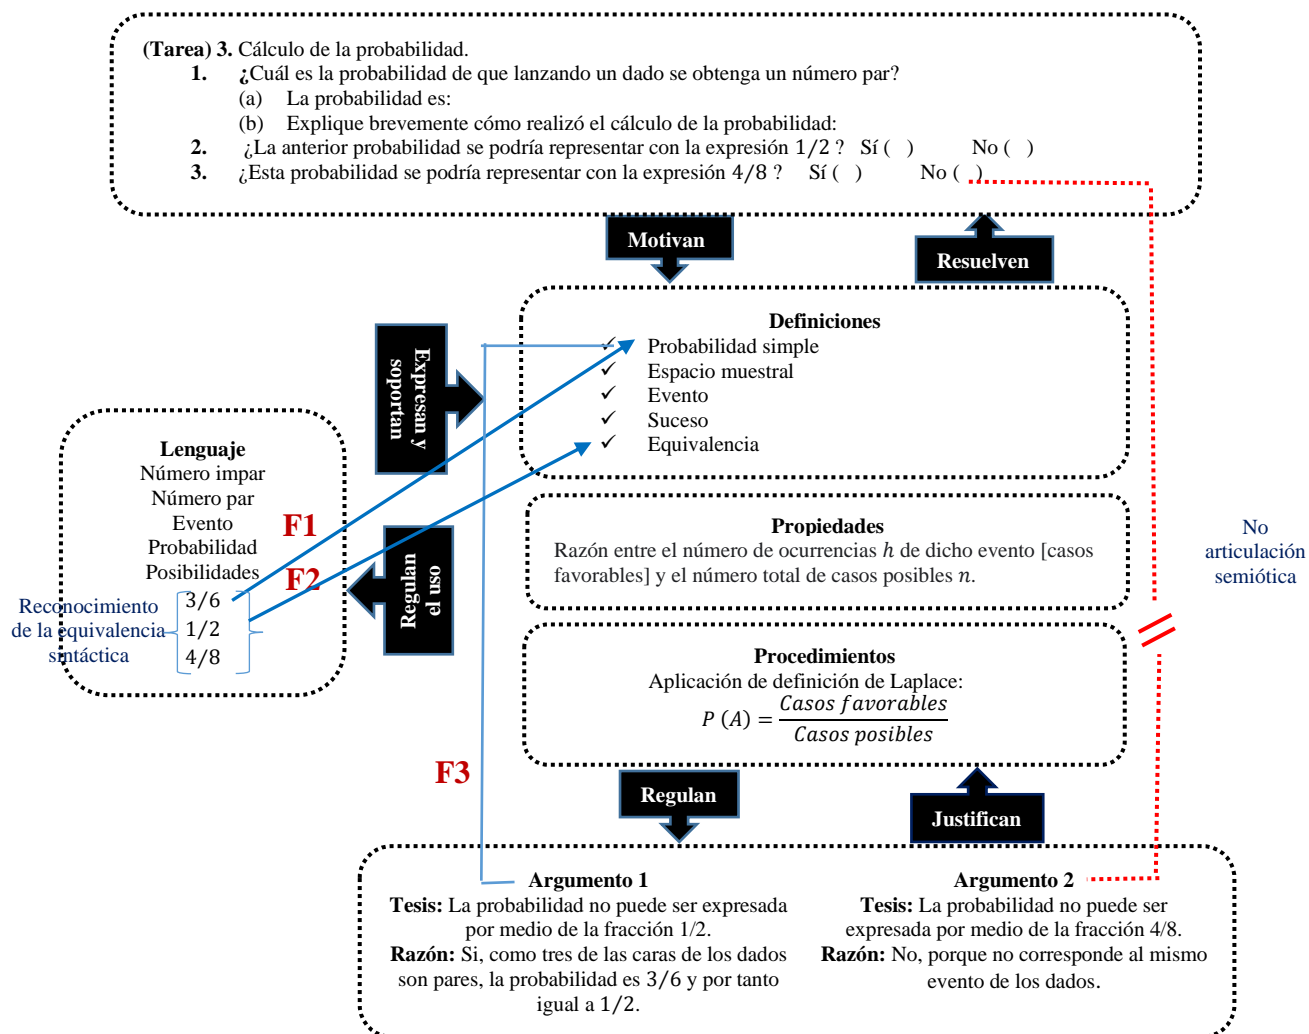 (Tarea) 3. Cálculo de la probabilidad.
1. ¿Cuál es la probabilidad de que lanzando un dado se obtenga un número par?
(a) La probabilidad es:
(b) Explique brevemente cómo realizó el cálculo de la probabilidad:
2. ¿La anterior probabilidad se podría representar con la expresión 1/2 ? Sí ( ) No ( )
3. ¿Esta probabilidad se podría representar con la expresión 4/8 ? Sí ( ) No ( )
Motivan
Resuelven
Definiciones
✓ Probabilidad simple
✓ Espacio muestral
✓ Evento
✓ Suceso
✓ Equivalencia
Expresan y
soportan
Lenguaje
Número impar
Número par
Evento
Probabilidad
Posibilidades
3/6
1/2
4/8
Reconocimiento
de la equivalencia
sintáctica
F1
F2
Regulan
el uso
Propiedades
Razón entre el número de ocurrencias h de dicho evento [casos
favorables] y el número total de casos posibles n.
No
articulación
semiótica
Procedimientos
Aplicación de definición de Laplace:
P (A) = Casos favorables / Casos posibles
F3
Regulan
Justifican
Argumento 1
Tesis: La probabilidad no puede ser expresada
por medio de la fracción 1/2.
Razón: Si, como tres de las caras de los dados
son pares, la probabilidad es 3/6 y por tanto
igual a 1/2.
Argumento 2
Tesis: La probabilidad no puede ser
expresada por medio de la fracción 4/8.
Razón: No, porque no corresponde al mismo
evento de los dados.